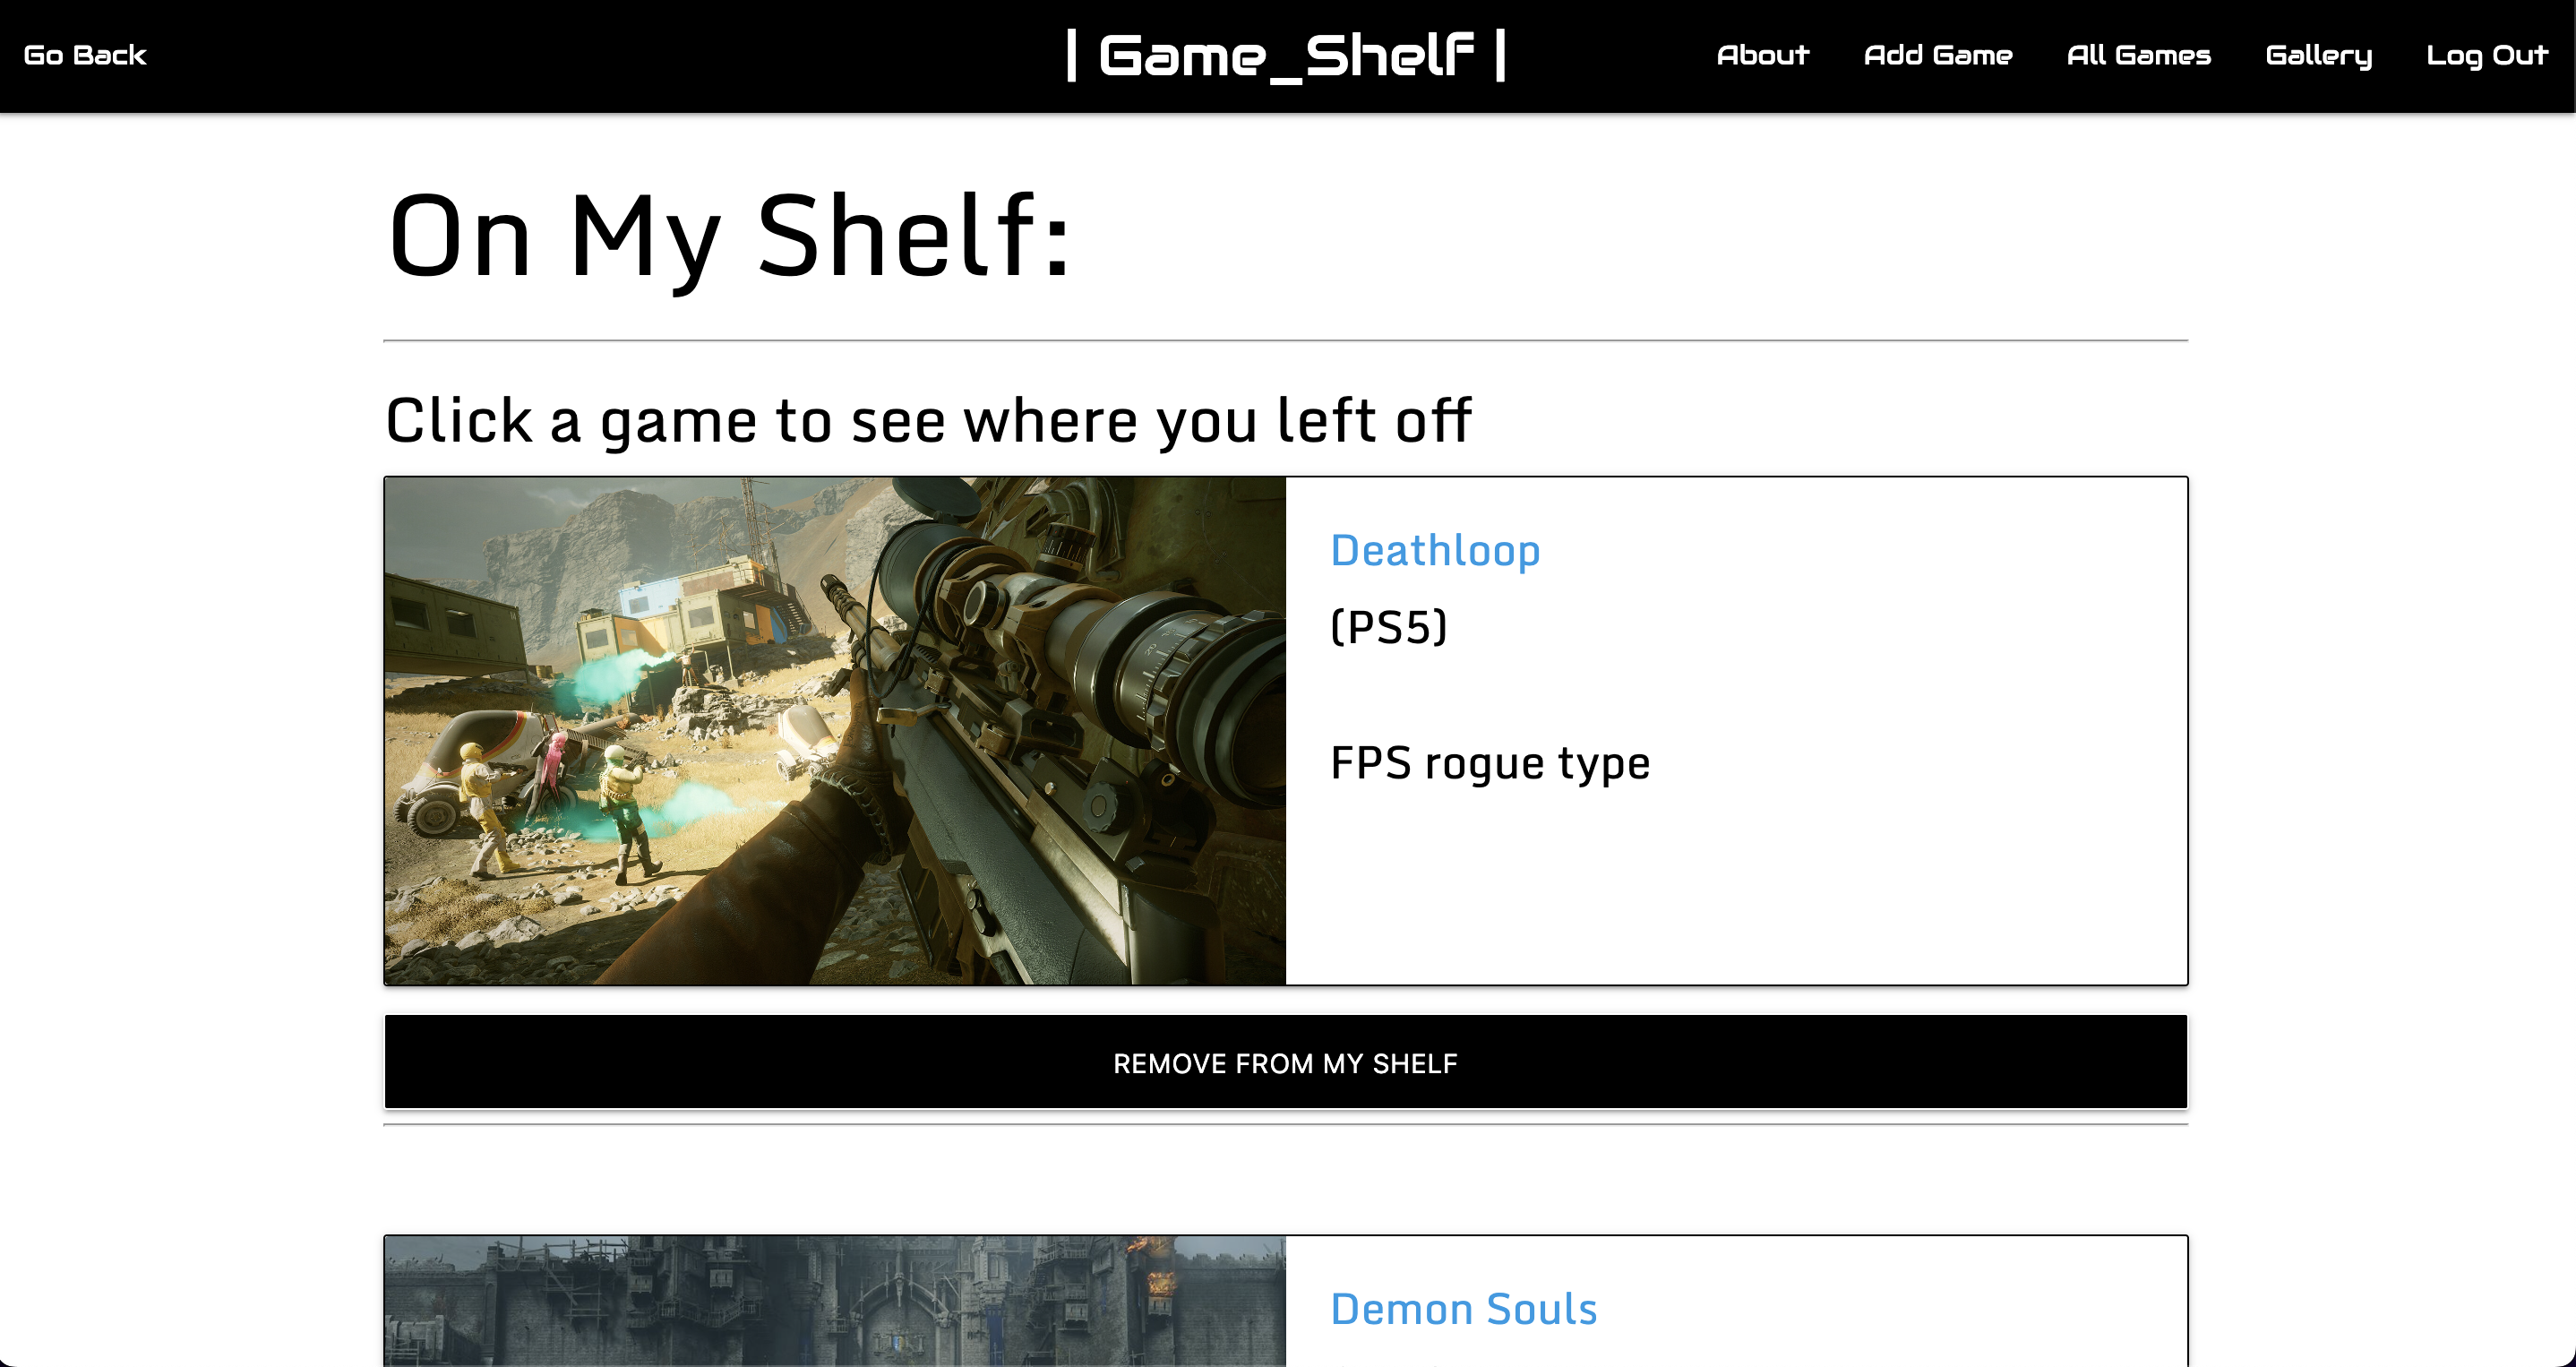 Go Back
| Game_Shelf |
About
Add Game
All Games
Gallery
Log Out
On My Shelf:
Click a game to see where you left off
Deathloop
(PS5)
FPS rogue type
REMOVE FROM MY SHELF
Demon Souls